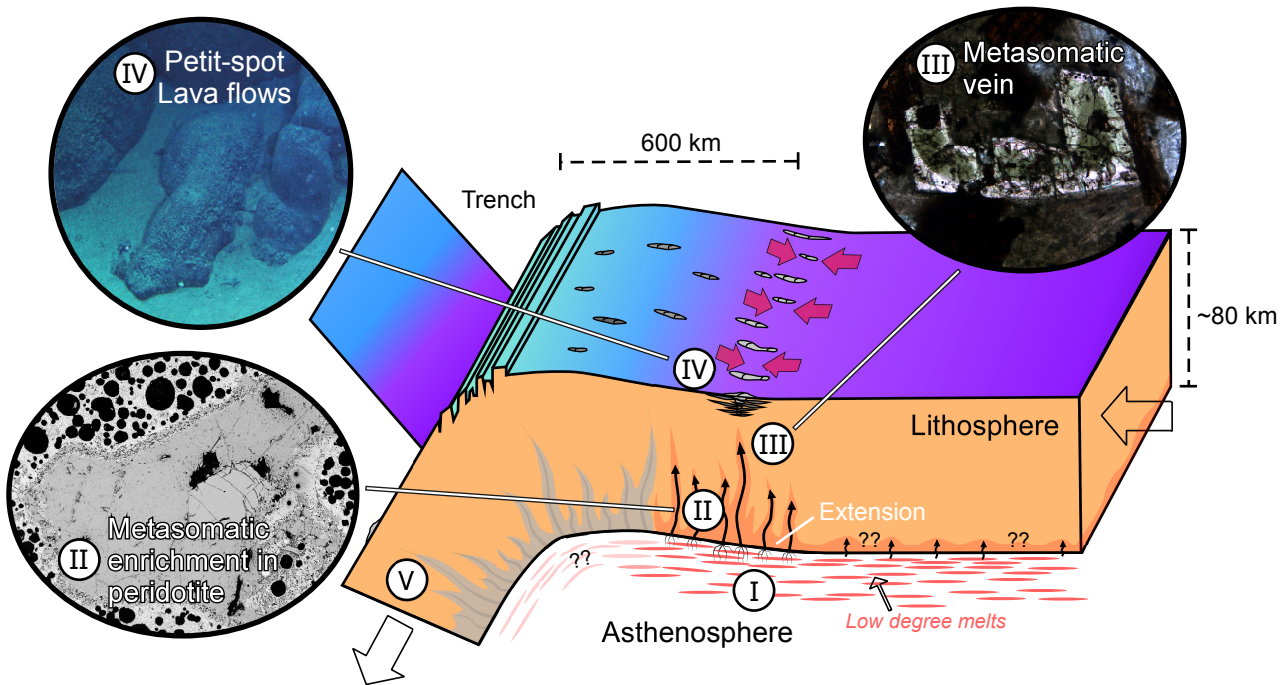 IV Petit-spot
Lava flows
III Metasomatic
vein
600 km
Trench
~80 km
IV
Lithosphere
III
II
Extension
II Metasomatic
enrichment in
peridotite
??
??
??
V
I
Asthenosphere
Low degree melts